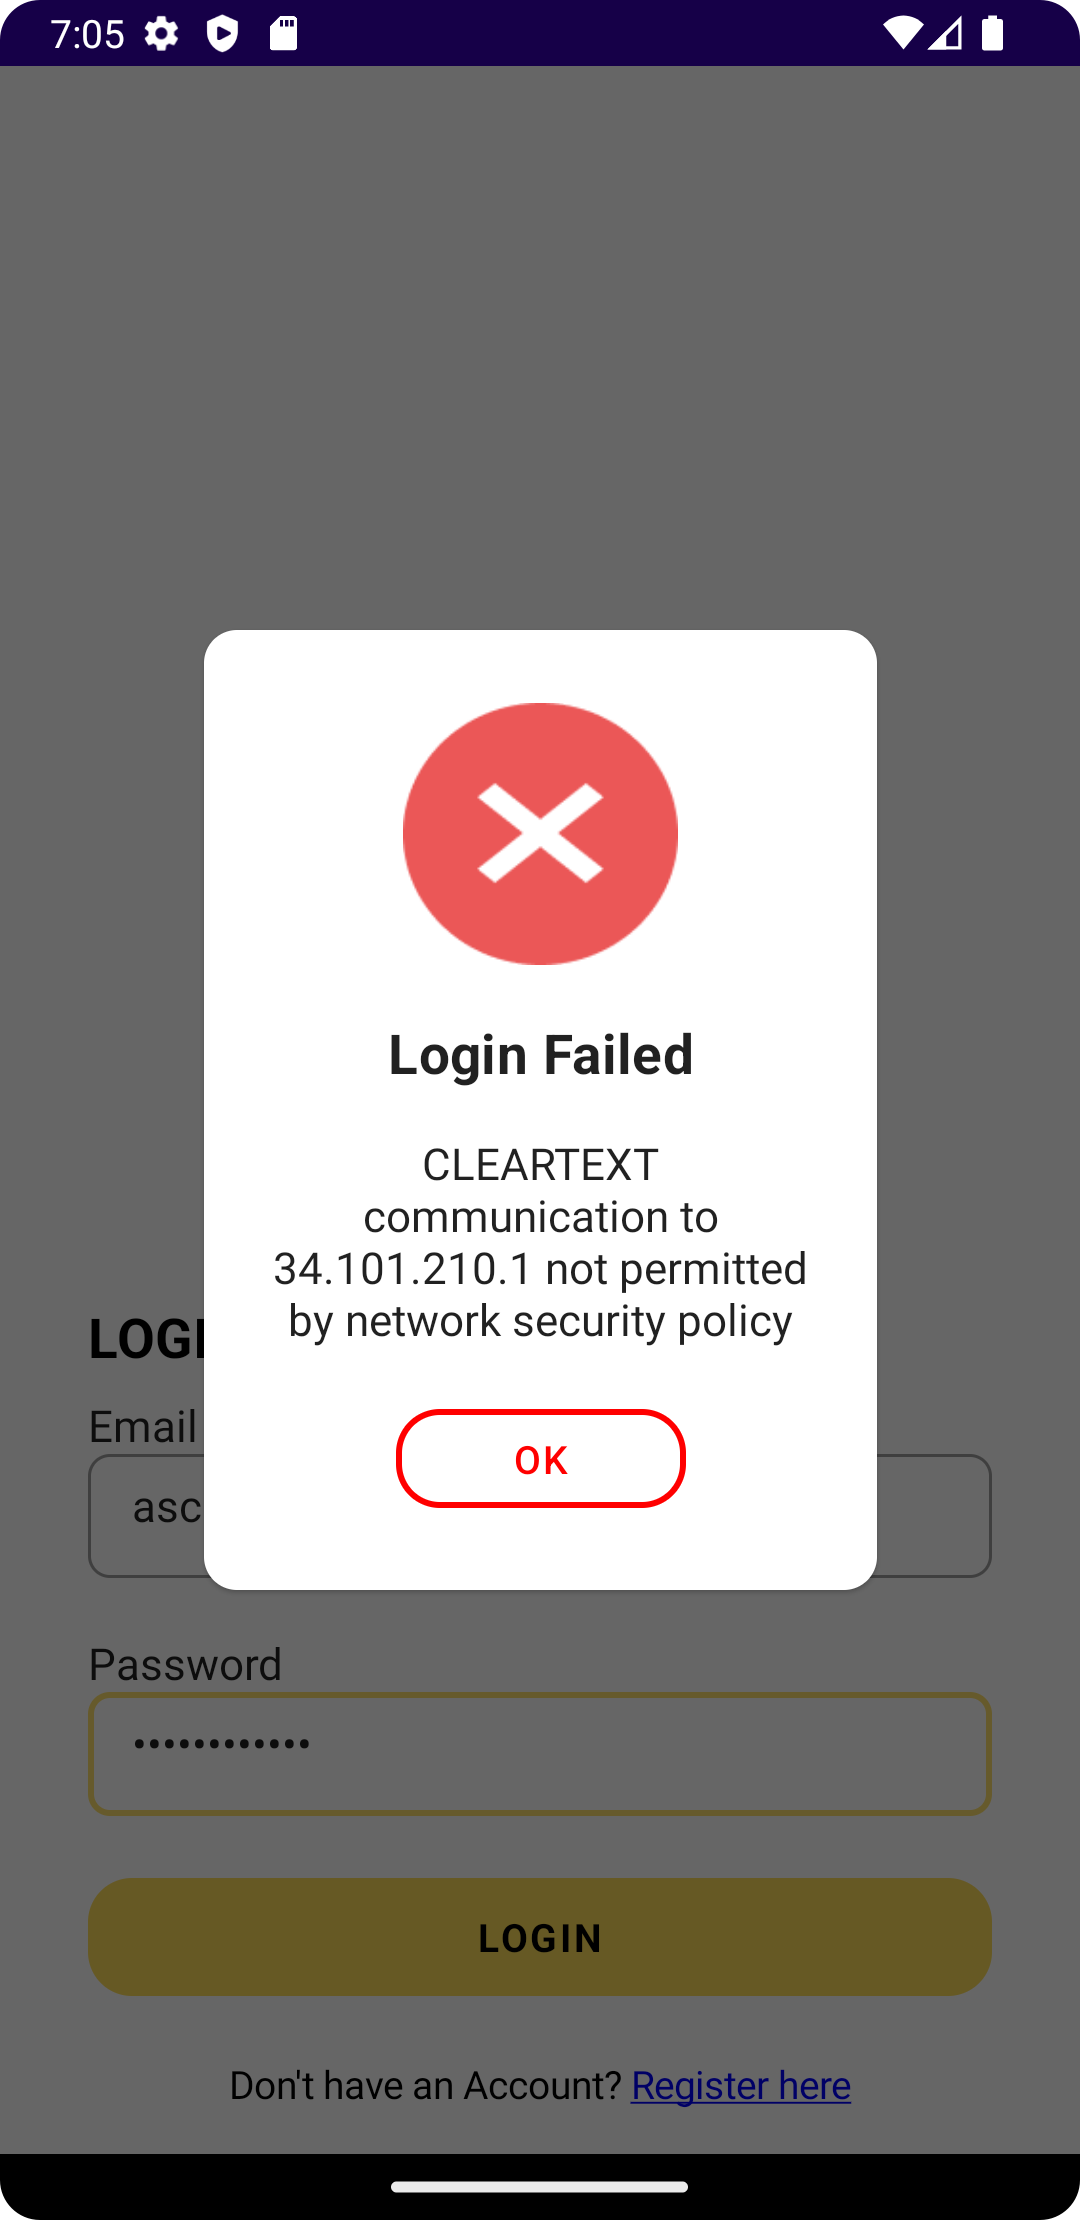 7:05
Login Failed
CLEARTEXT
communication to
34.101.210.1 not permitted
by network security policy
OK
LOGI
Email
asc
Password
••••••••••••
LOGIN
Don't have an Account? Register here